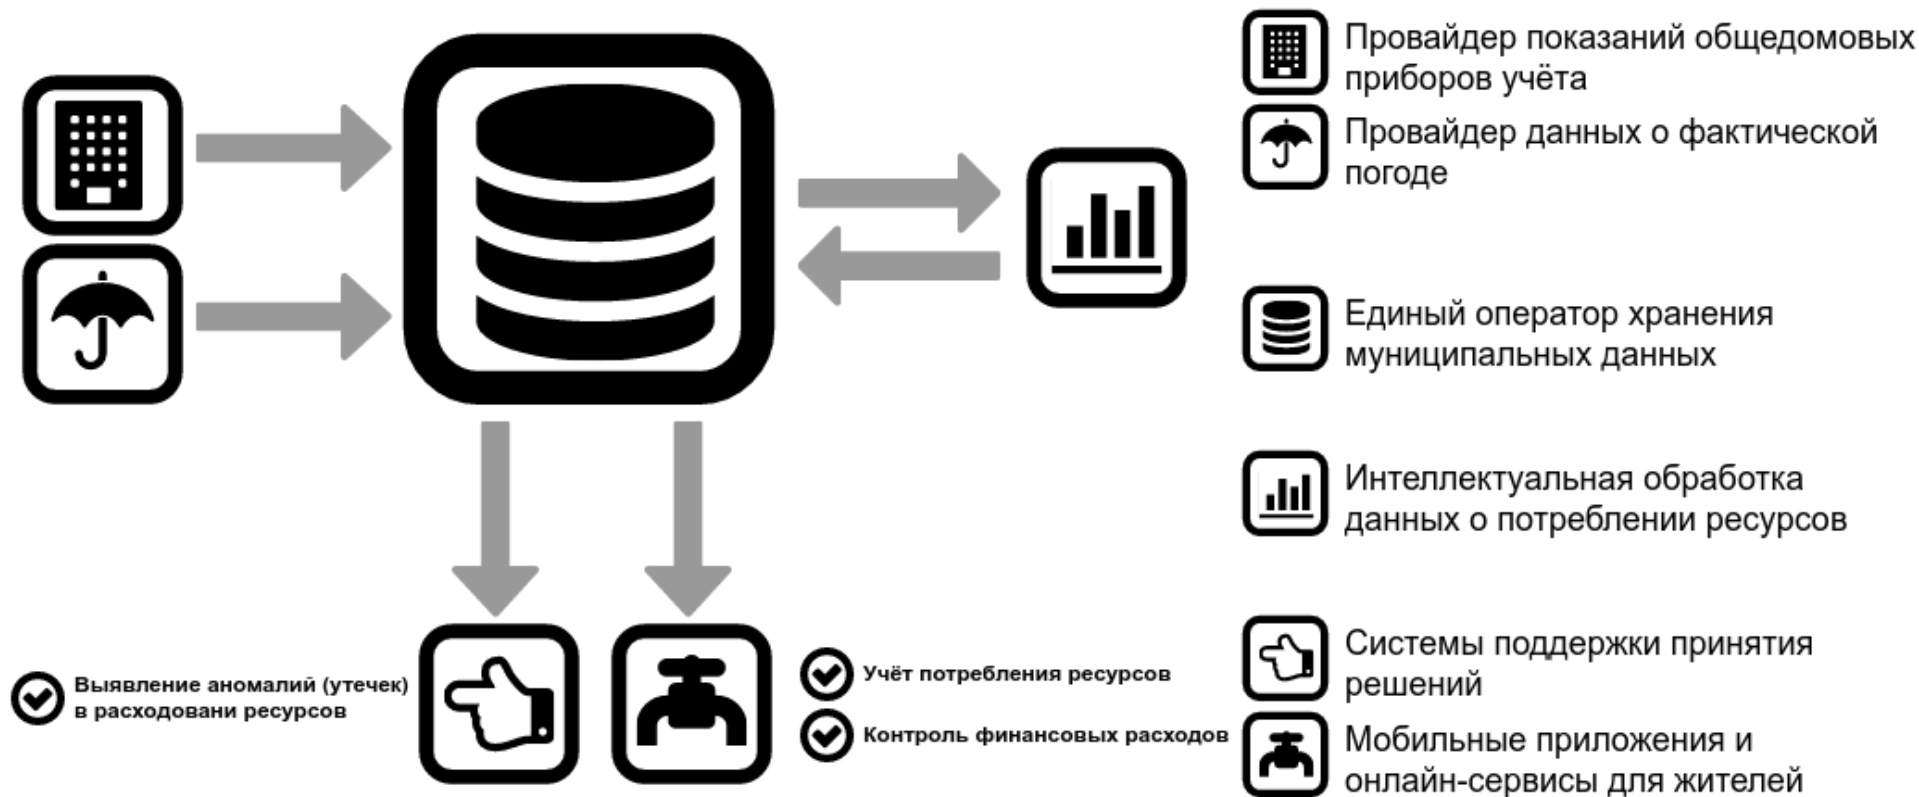 Провайдер показаний общедомовых
приборов учёта
Провайдер данных о фактической
погоде
Единый оператор хранения
муниципальных данных
Интеллектуальная обработка
данных о потреблении ресурсов
Системы поддержки принятия
решений
Мобильные приложения и
онлайн-сервисы для жителей
Выявление аномалий (утечек)
в расходовани ресурсов
Учёт потребления ресурсов
Контроль финансовых расходов